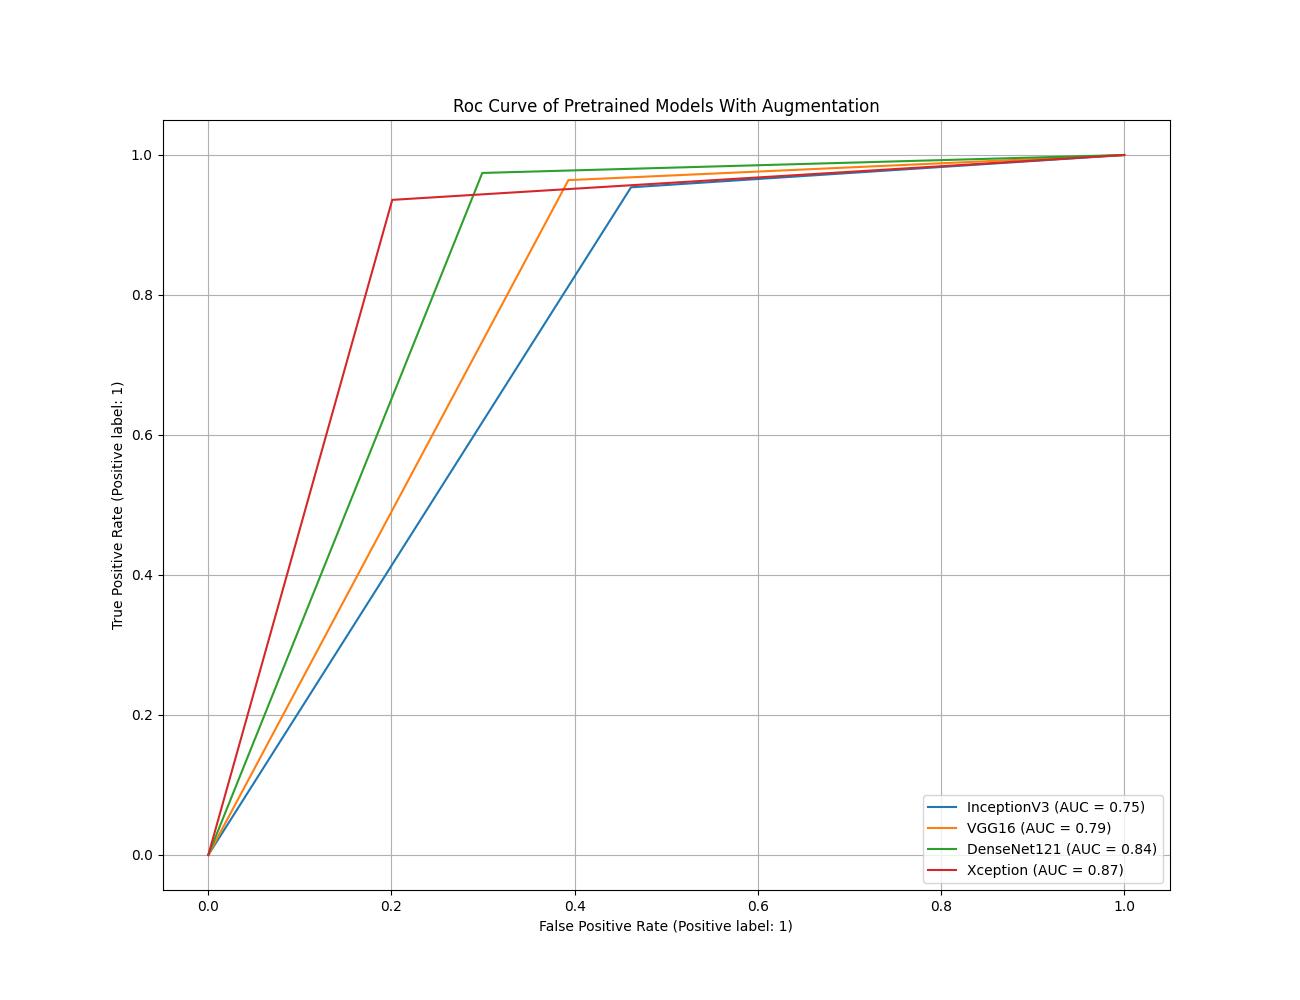 Roc Curve of Pretrained Models With Augmentation
True Positive Rate (Positive label: 1)
1.0
0.8
0.6
0.4
0.2
0.0
InceptionV3 (AUC = 0.75)
VGG16 (AUC = 0.79)
DenseNet121 (AUC = 0.84)
Xception (AUC = 0.87)
0.0 0.2 0.4 0.6 0.8 1.0
False Positive Rate (Positive label: 1)